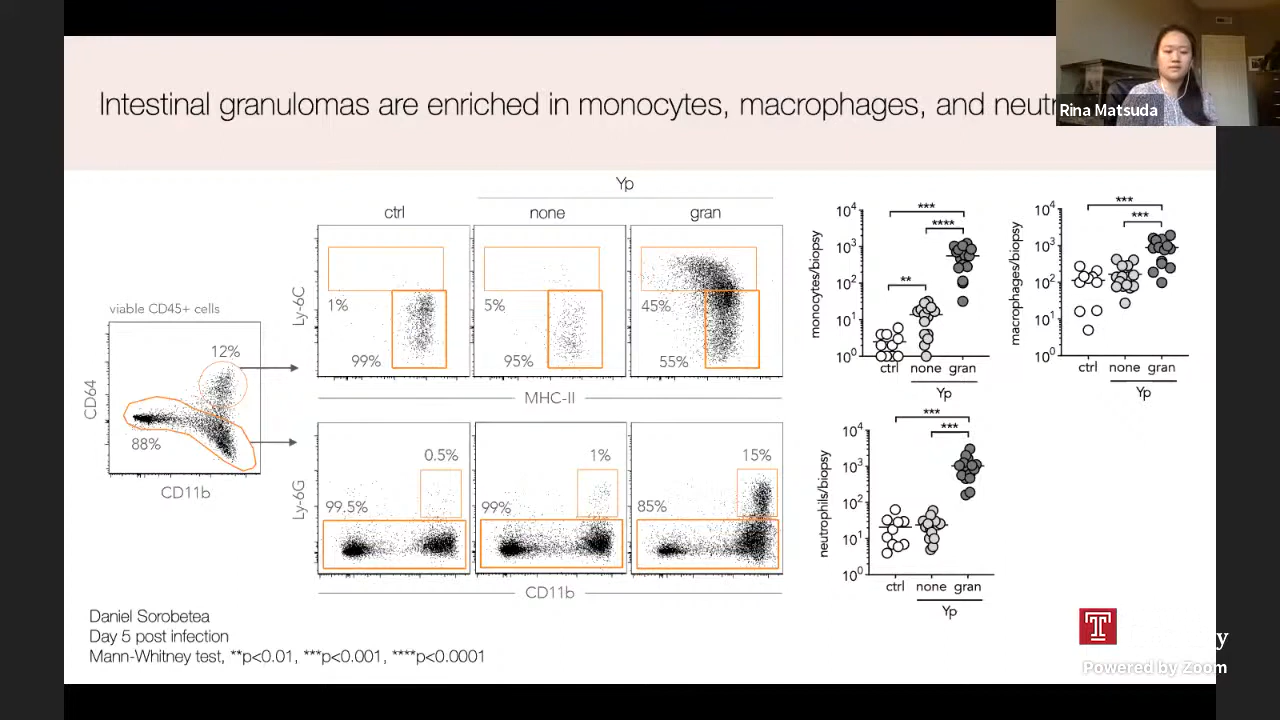 Intestinal granulomas are enriched in monocytes, macrophages, and neutr
Rina Matsuda
Yp
ctrl
none
gran
viable CD45+ cells
12%
88%
CD64
CD11b
Ly-6C
1%
99%
5%
95%
45%
55%
MHC-II
Ly-6G
0.5%
99.5%
1%
99%
15%
85%
CD11b
monocytes/biopsy
10⁴
10³
10²
10¹
10⁰
***
****
**
ctrl none gran
Yp
macrophages/biopsy
10⁴
10³
10²
10¹
10⁰
***
***
ctrl none gran
Yp
neutrophils/biopsy
10⁴
10³
10²
10¹
10⁰
***
***
ctrl none gran
Yp
Daniel Sorobetea
Day 5 post infection
Mann-Whitney test, **p<0.01, ***p<0.001, ****p<0.0001
T
y
Powered by Zoom